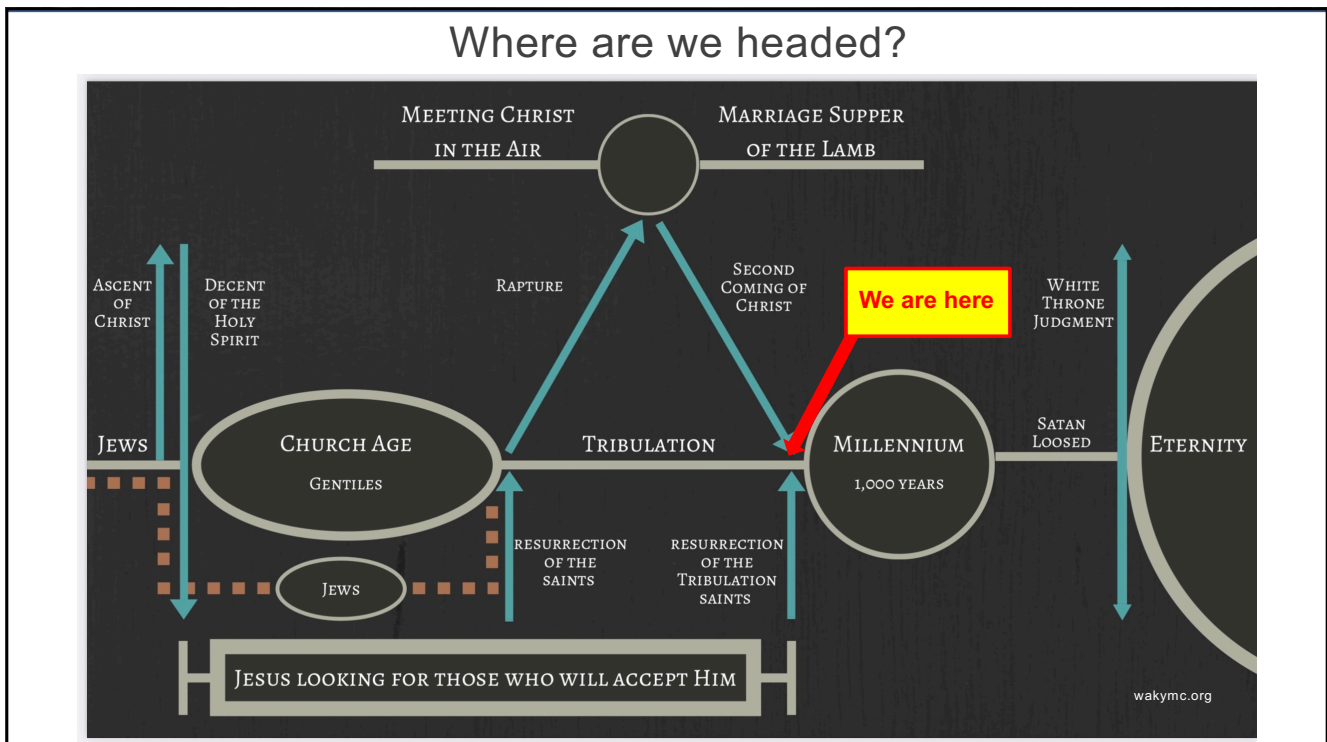 Where are we headed?
MEETING CHRIST
IN THE AIR
MARRIAGE SUPPER
OF THE LAMB
ASCENT
OF
CHRIST
DECENT
OF THE
HOLY
SPIRIT
RAPTURE
SECOND
COMING OF
CHRIST
We are here
WHITE
THRONE
JUDGMENT
JEWS
CHURCH AGE
GENTILES
TRIBULATION
MILLENNIUM
1,000 YEARS
SATAN
LOOSED
ETERNITY
JEWS
RESURRECTION
OF THE
SAINTS
RESURRECTION
OF THE
TRIBULATION
SAINTS
JESUS LOOKING FOR THOSE WHO WILL ACCEPT HIM
wakymc.org